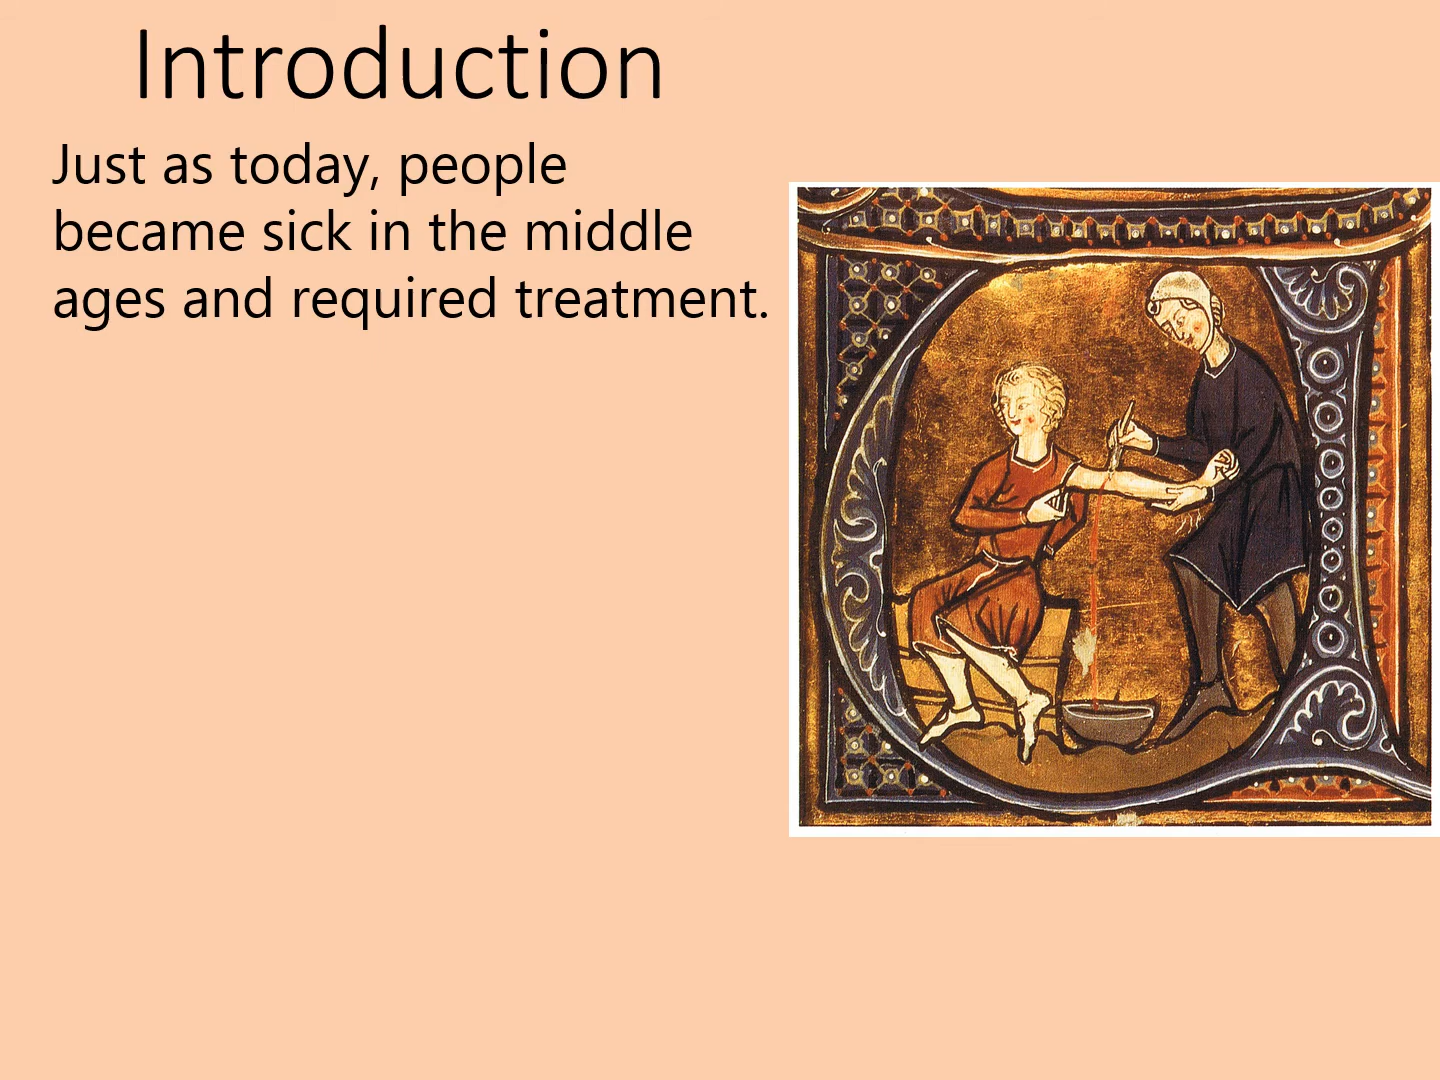 Introduction
Just as today, people
became sick in the middle
ages and required treatment.